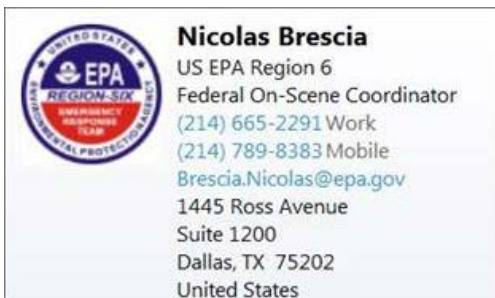 UNITED STATES
EPA
REGION-SIX
EMERGENCY
RESPONSE
TEAM
ENVIRONMENTAL PROTECTION AGENCY
Nicolas Brescia
US EPA Region 6
Federal On-Scene Coordinator
(214) 665-2291 Work
(214) 789-8383 Mobile
Brescia.Nicolas@epa.gov
1445 Ross Avenue
Suite 1200
Dallas, TX 75202
United States